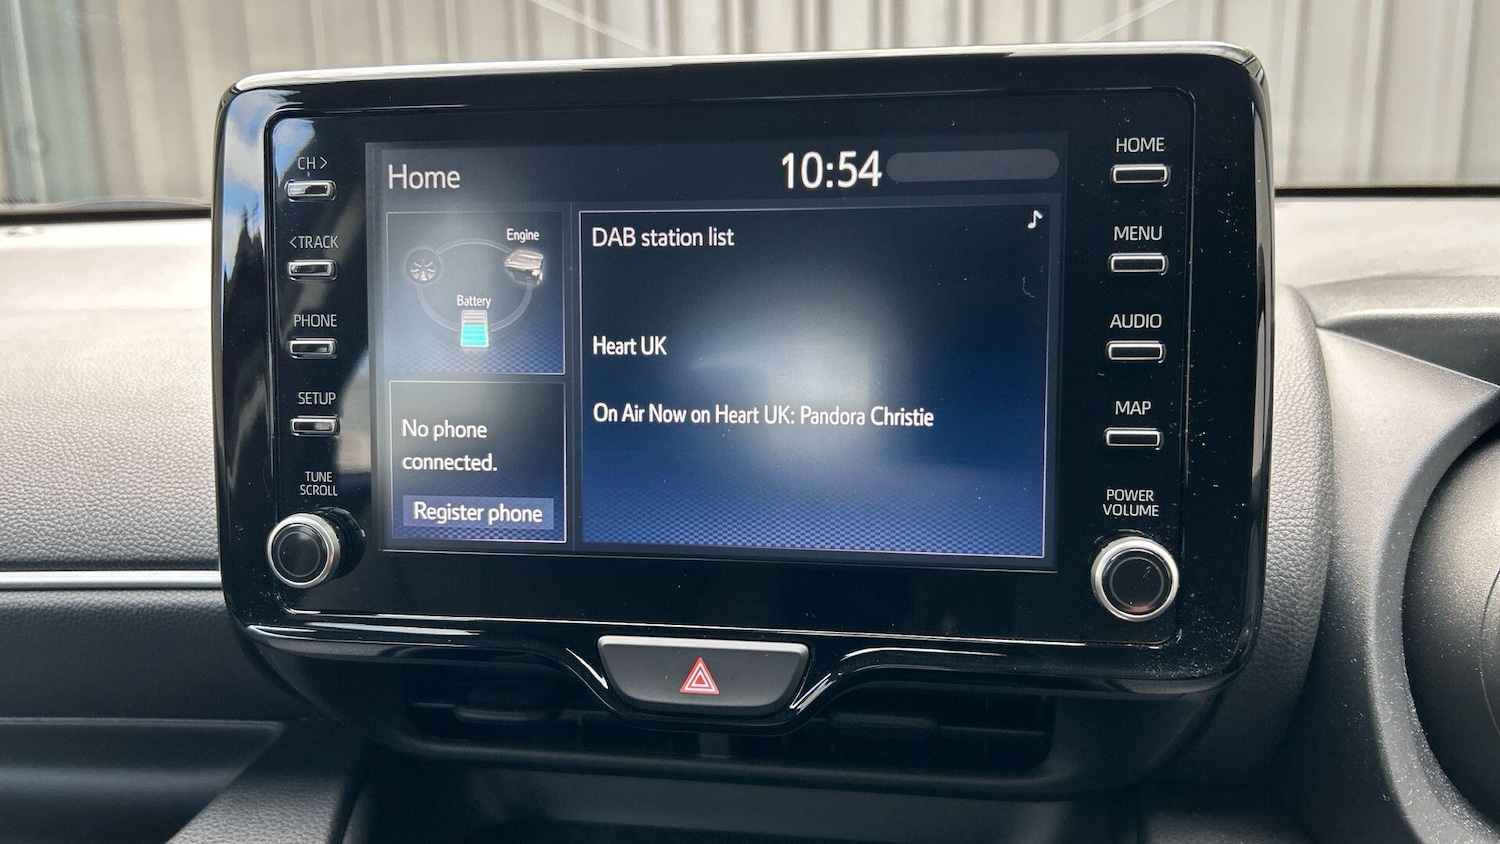 CH >
<TRACK
PHONE
SETUP
TUNE
SCROLL
Home
10:54
Engine
Battery
No phone
connected.
Register phone
DAB station list
Heart UK
On Air Now on Heart UK: Pandora Christie
HOME
MENU
AUDIO
MAP
POWER
VOLUME